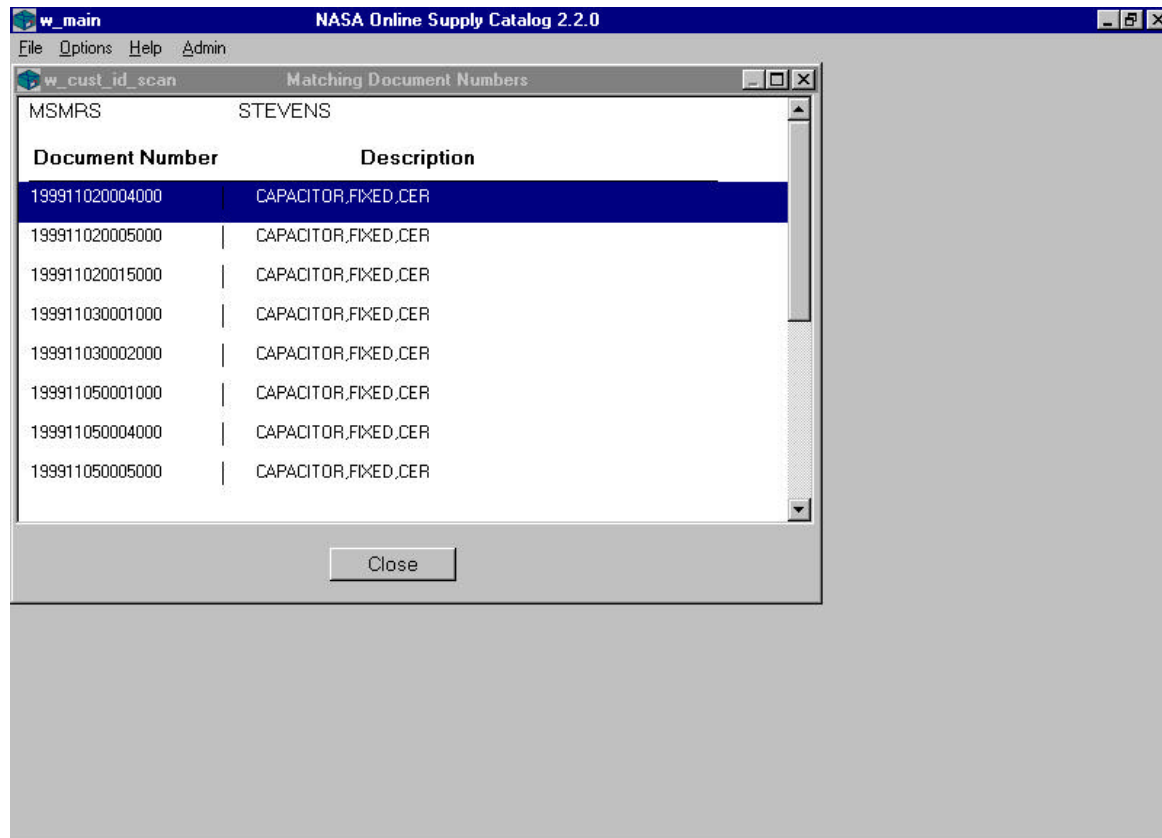 w_main NASA Online Supply Catalog 2.2.0
File Options Help Admin
w_cust_id_scan Matching Document Numbers
MSMRS STEVENS
Document Number Description
199911020004000 CAPACITOR,FIXED,CER
199911020005000 CAPACITOR,FIXED,CER
199911020015000 CAPACITOR,FIXED,CER
199911030001000 CAPACITOR,FIXED,CER
199911030002000 CAPACITOR,FIXED,CER
199911050001000 CAPACITOR,FIXED,CER
199911050004000 CAPACITOR,FIXED,CER
199911050005000 CAPACITOR,FIXED,CER
Close